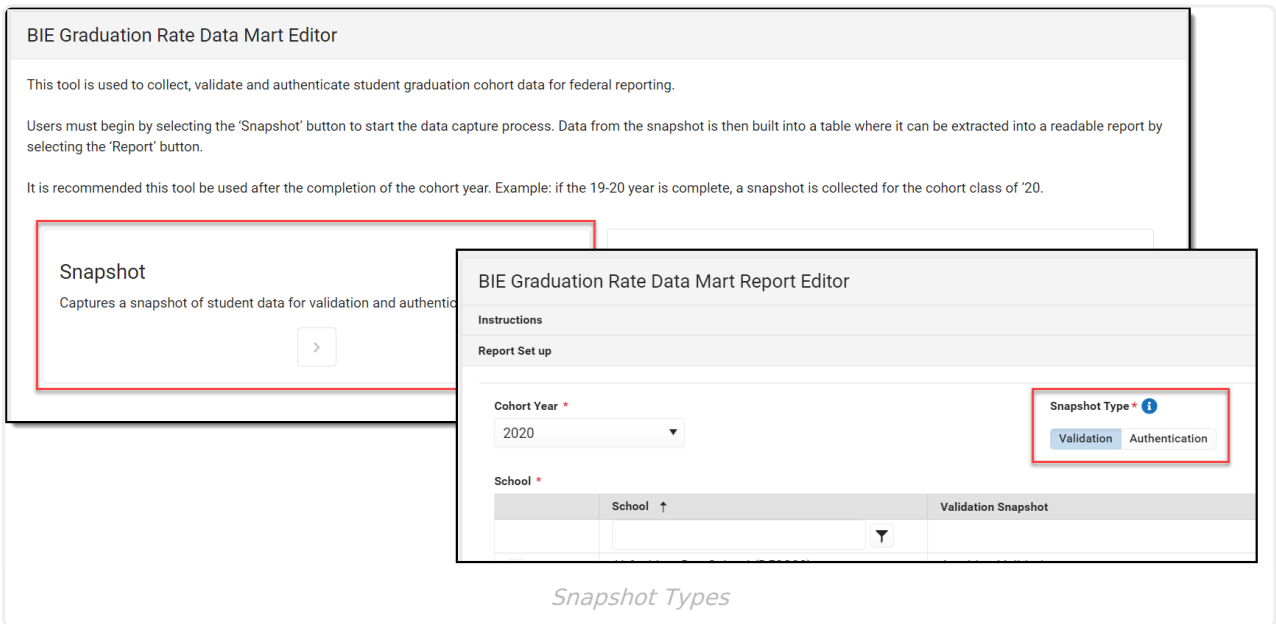 BIE Graduation Rate Data Mart Editor
This tool is used to collect, validate and authenticate student graduation cohort data for federal reporting.
Users must begin by selecting the ‘Snapshot’ button to start the data capture process. Data from the snapshot is then built into a table where it can be extracted into a readable report by
selecting the ‘Report’ button.
It is recommended this tool be used after the completion of the cohort year. Example: if the 19-20 year is complete, a snapshot is collected for the cohort class of ’20.
Snapshot
Captures a snapshot of student data for validation and authentic
BIE Graduation Rate Data Mart Report Editor
Instructions
Report Set up
Cohort Year *
Snapshot Type *
2020
Validation Authentication
School *
School ↑ Validation Snapshot
Snapshot Types